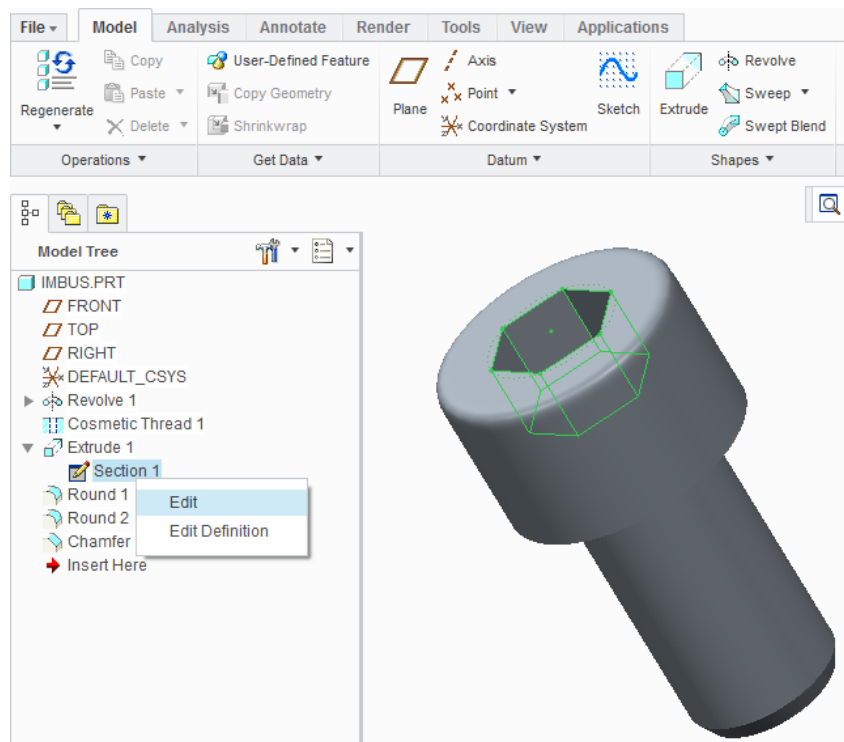 File Model Analysis Annotate Render Tools View Applications
Regenerate
Copy
Paste
Delete
User-Defined Feature
Copy Geometry
Shrinkwrap
Plane
Axis
Point
Coordinate System
Sketch
Extrude
Revolve
Sweep
Swept Blend
Operations Get Data Datum Shapes
Model Tree
IMBUS.PRT
FRONT
TOP
RIGHT
DEFAULT_CSYS
Revolve 1
Cosmetic Thread 1
Extrude 1
Section 1
Round 1
Round 2
Chamfer
Insert Here
Edit
Edit Definition